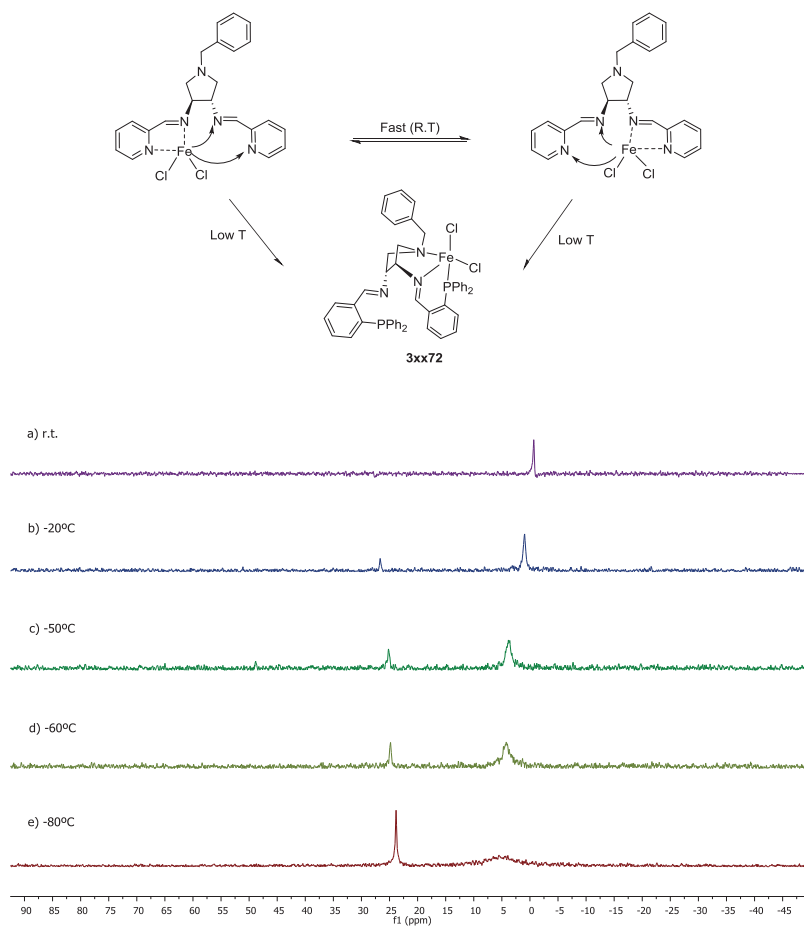 N
N
N
N
N
Fe
Cl
Cl
Fast (R.T)
N
N
N
N
N
Fe
Cl
Cl
Low T
Low T
N
Cl
Fe
Cl
N
N
PPh2
PPh2
3xx72
a) r.t.
b) -20ºC
c) -50ºC
d) -60ºC
e) -80ºC
90 85 80 75 70 65 60 55 50 45 40 35 30 25 20 15 10 5 0 -5 -10 -15 -20 -25 -30 -35 -40 -45
f1 (ppm)